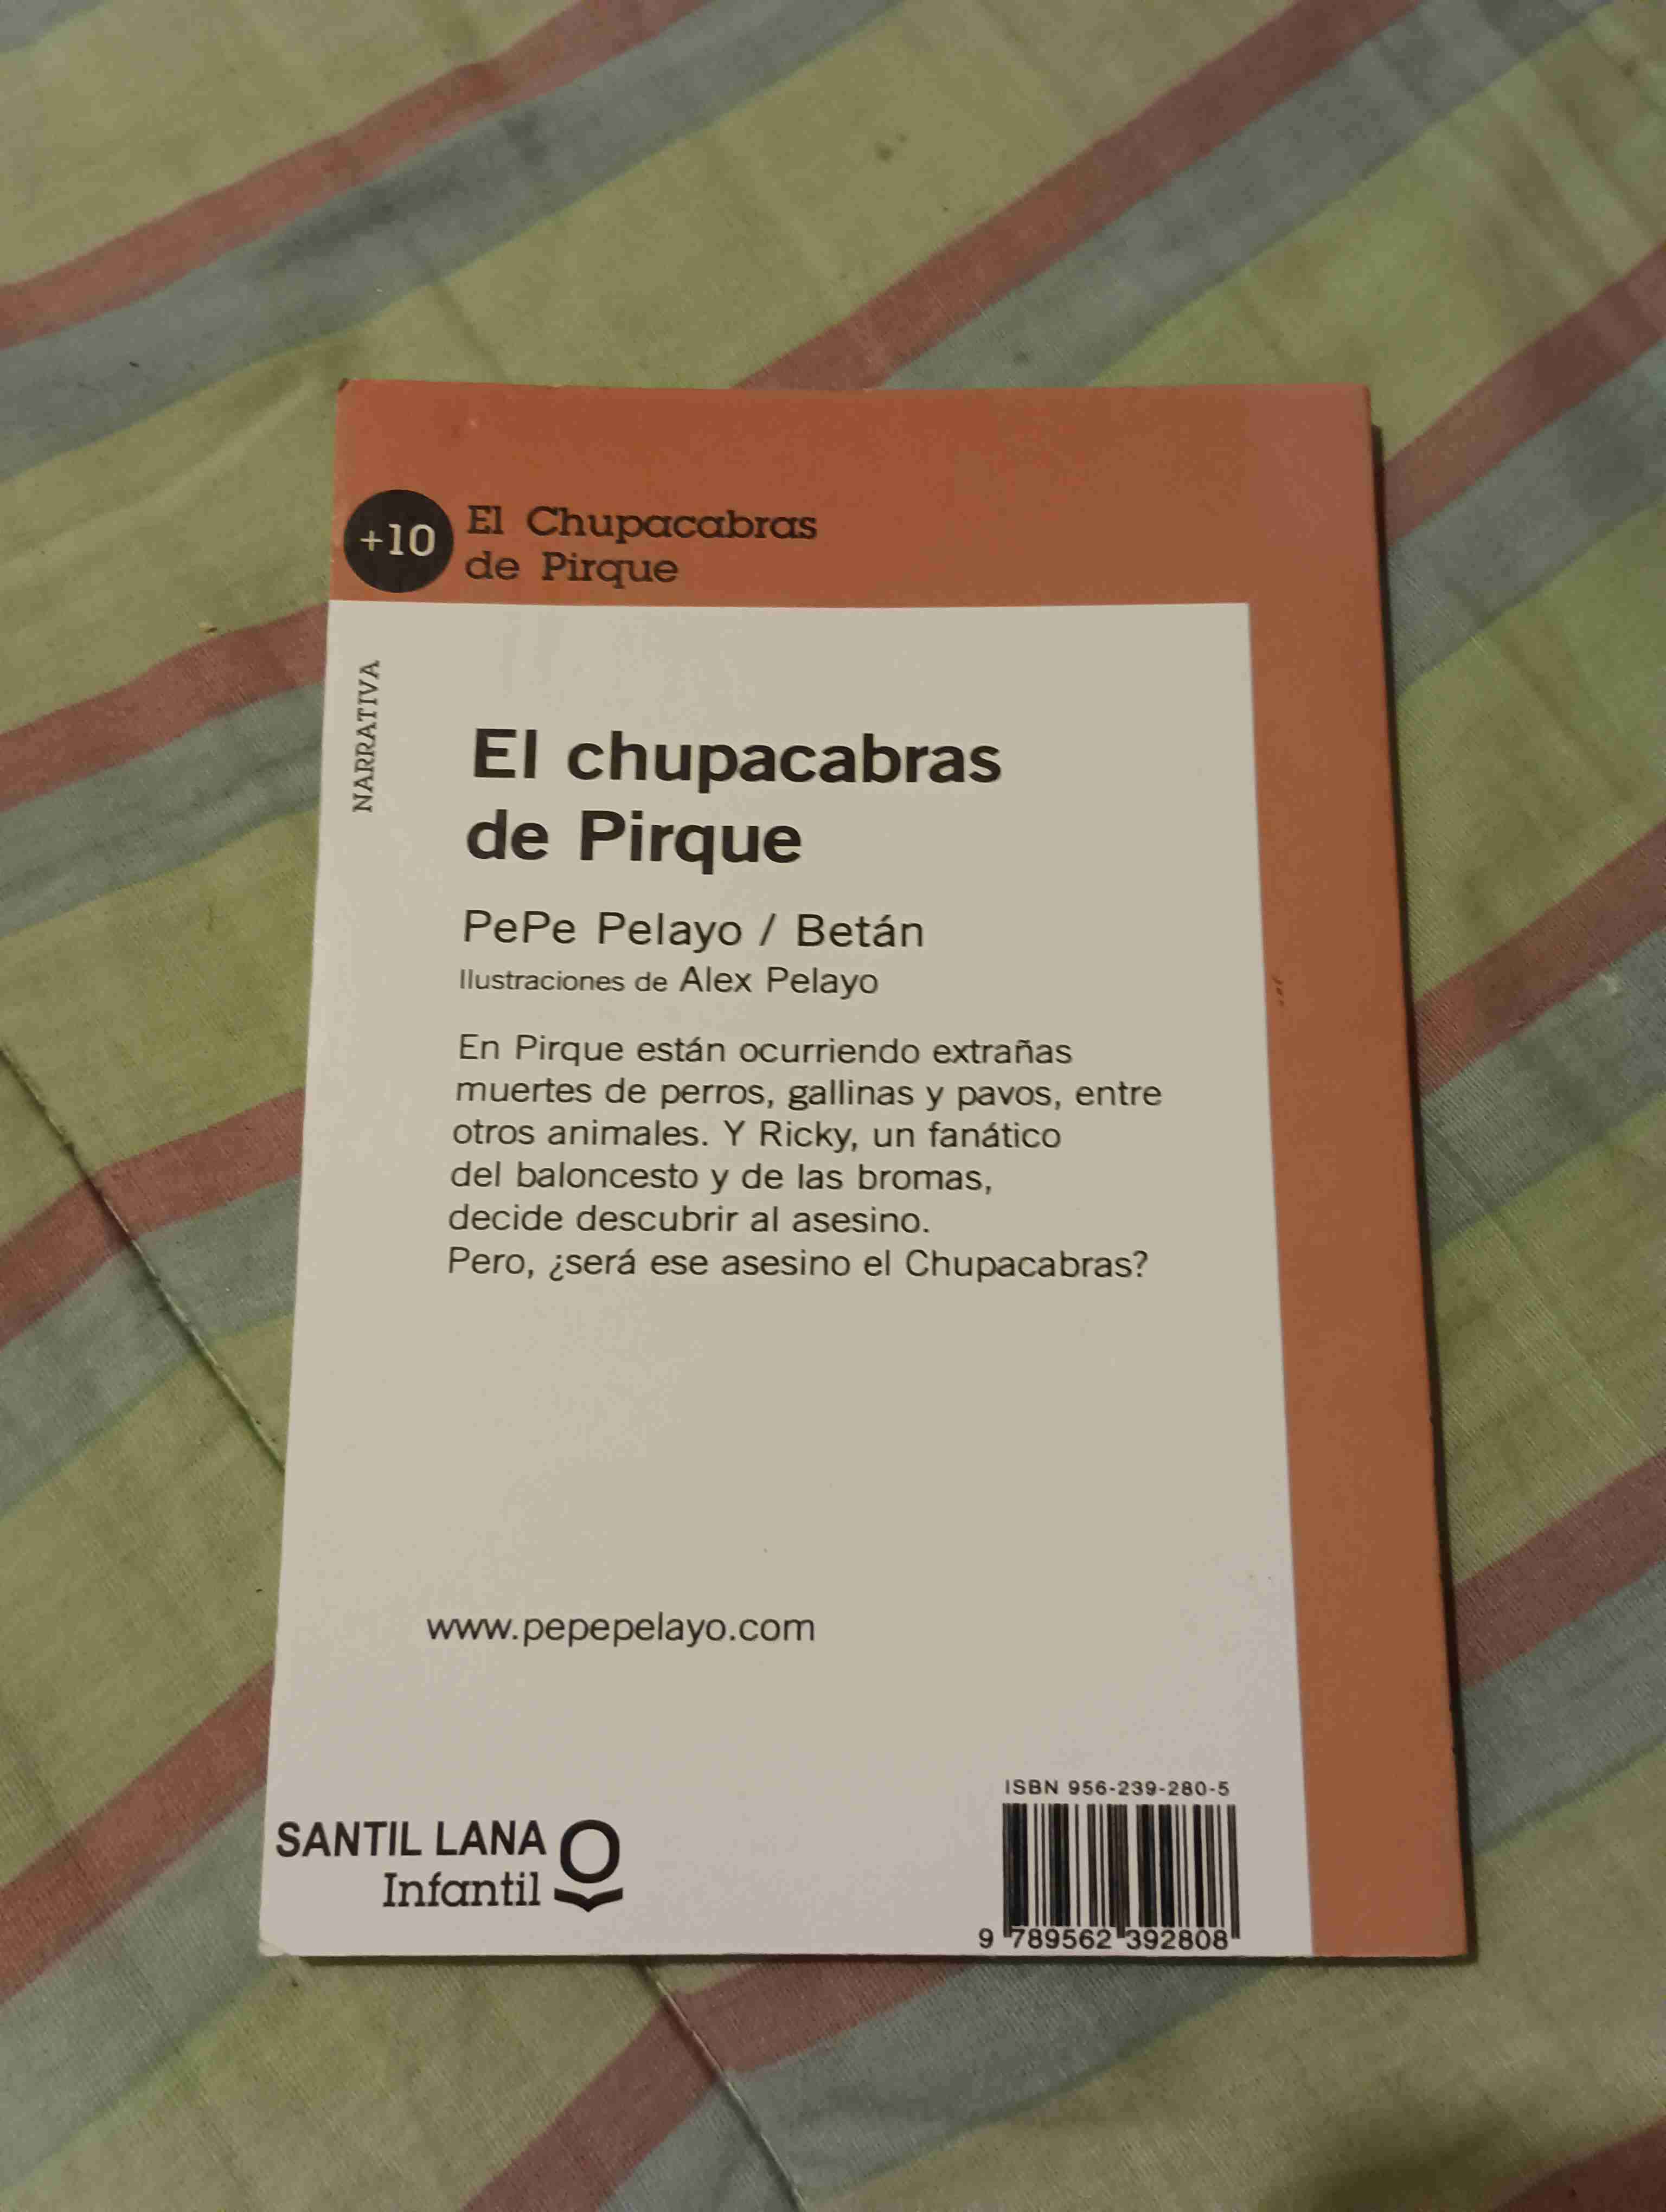 +10
El Chupacabras
de Pirque
NARRATIVA
El chupacabras
de Pirque
PePe Pelayo / Betán
Ilustraciones de Alex Pelayo
En Pirque están ocurriendo extrañas
muertes de perros, gallinas y pavos, entre
otros animales. Y Ricky, un fanático
del baloncesto y de las bromas,
decide descubrir al asesino.
Pero, ¿será ese asesino el Chupacabras?
www.pepepelayo.com
SANTIL LANA
Infantil
ISBN 956-239-280-5
9 789562 392808